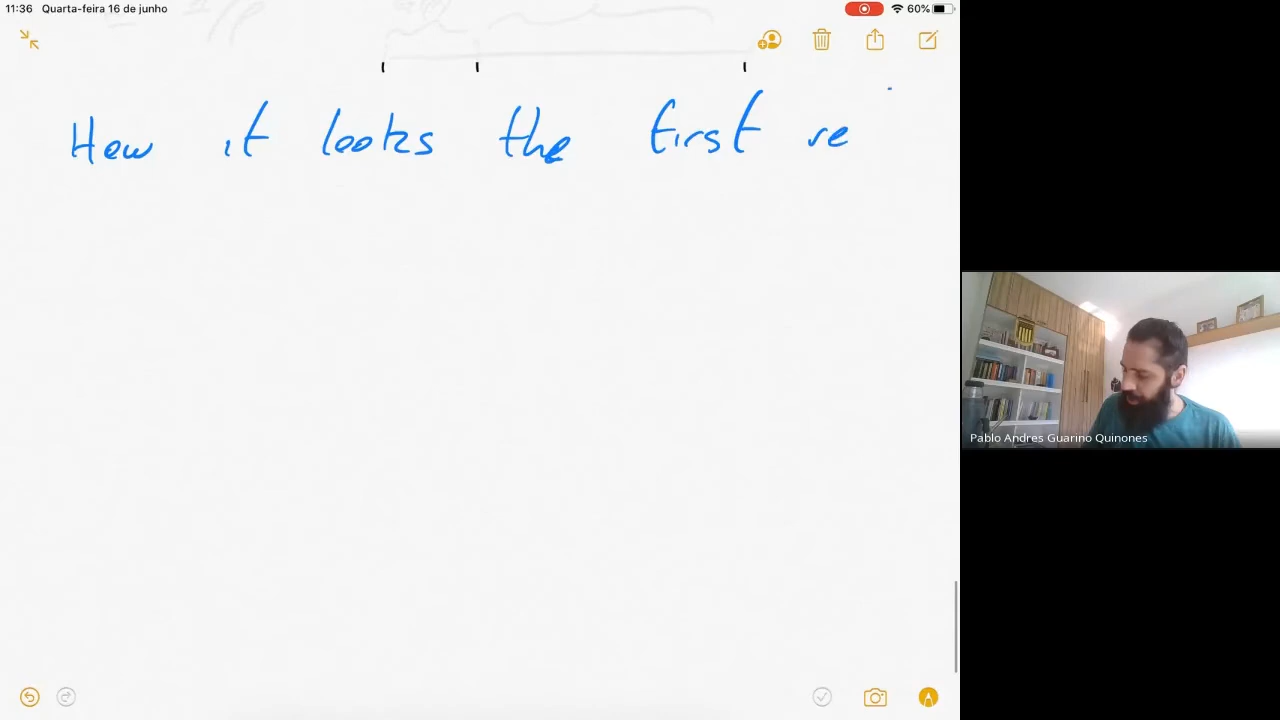 11:36 Quarta-feira 16 de junho 60%
How it looks the first re
Pablo Andres Guarino Quinones